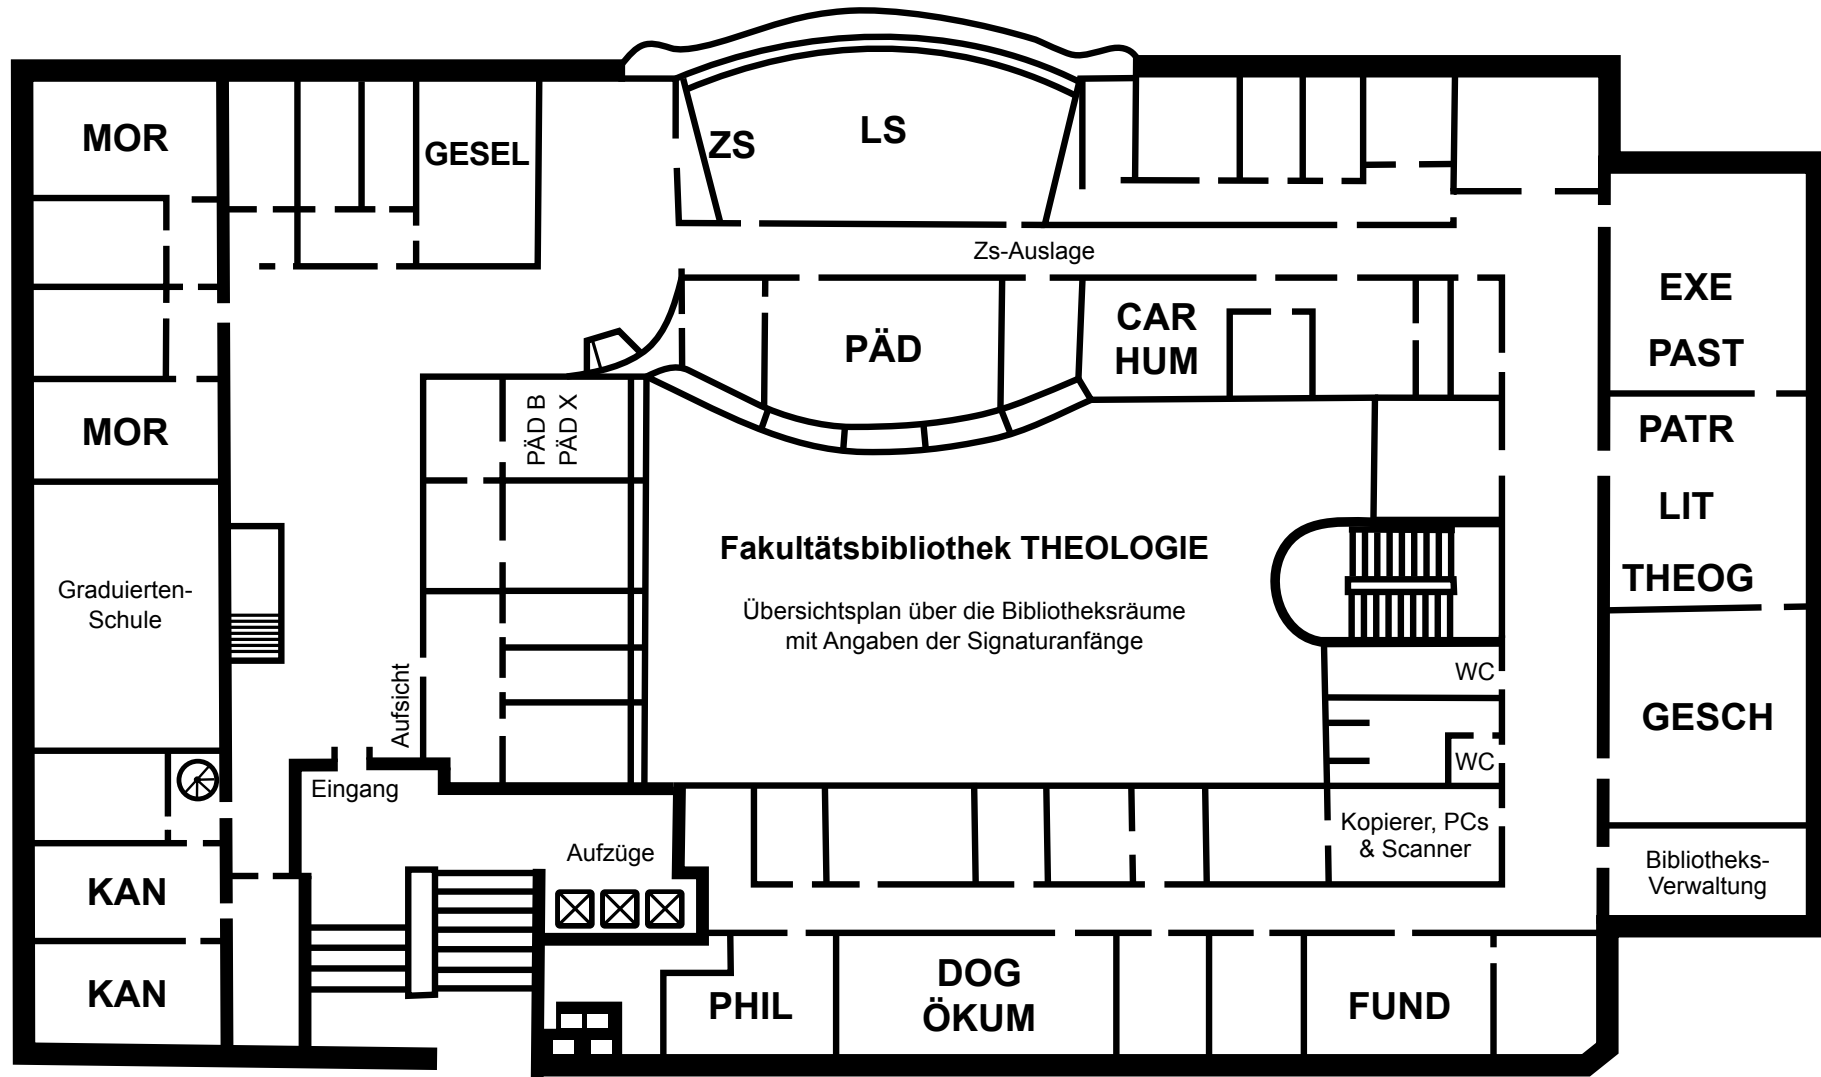 MOR
GESEL
ZS
LS
Zs-Auslage
EXE
PAST
CAR
HUM
PÄD
PÄD B
PÄD X
MOR
PATR
LIT
THEOG
Fakultätsbibliothek THEOLOGIE
Übersichtsplan über die Bibliotheksräume
mit Angaben der Signaturanfänge
Graduierten-
Schule
Aufsicht
WC
GESCH
WC
Eingang
Aufzüge
Kopierer, PCs
& Scanner
Bibliotheks-
Verwaltung
KAN
KAN
PHIL
DOG
ÖKUM
FUND